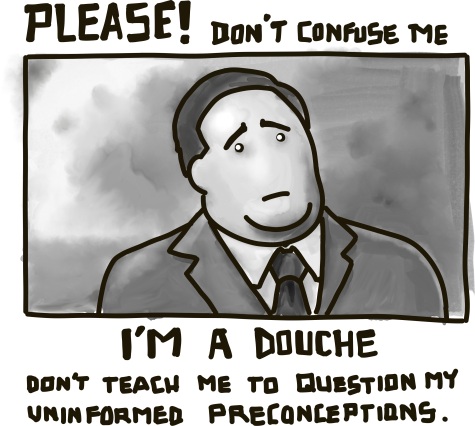 PLEASE! DON'T CONFUSE ME
I'M A DOUCHE
DON'T TEACH ME TO QUESTION MY
UNINFORMED PRECONCEPTIONS.